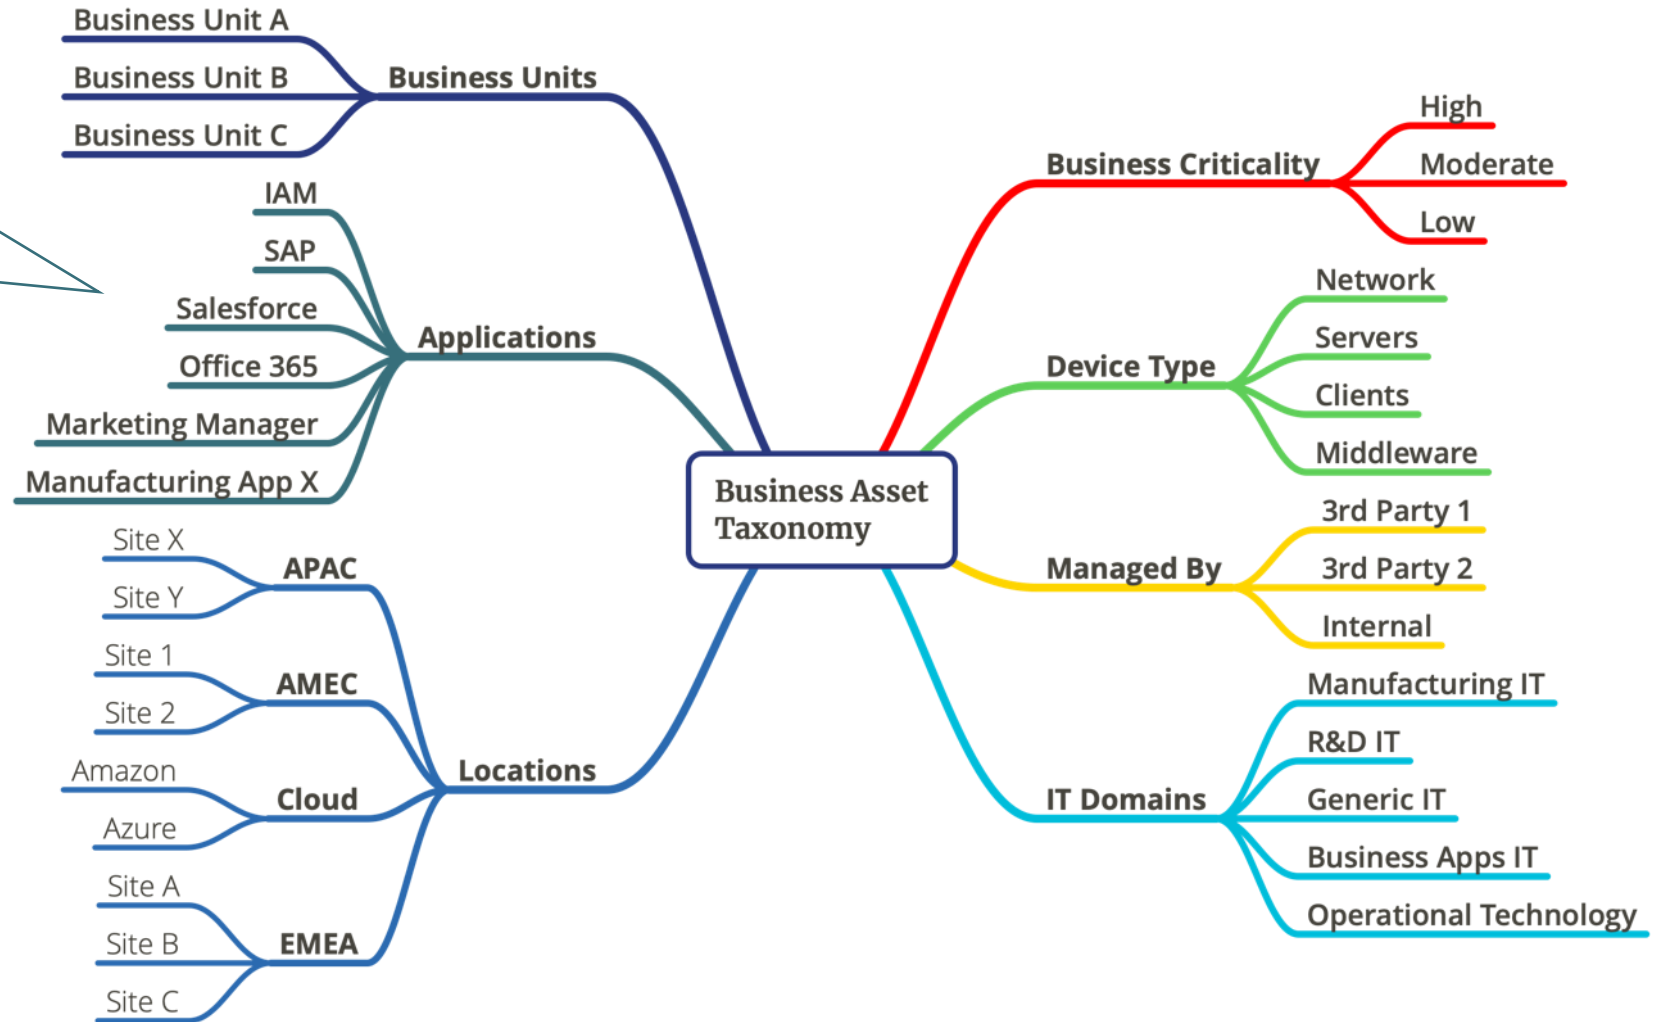 Business Unit A
Business Unit B
Business Unit C
Business Units
IAM
SAP
Salesforce
Office 365
Marketing Manager
Manufacturing App X
Applications
Site X
Site Y
APAC
Site 1
Site 2
AMEC
Amazon
Azure
Cloud
Site A
Site B
Site C
EMEA
Locations
Business Asset
Taxonomy
Business Criticality
High
Moderate
Low
Device Type
Network
Servers
Clients
Middleware
Managed By
3rd Party 1
3rd Party 2
Internal
IT Domains
Manufacturing IT
R&D IT
Generic IT
Business Apps IT
Operational Technology